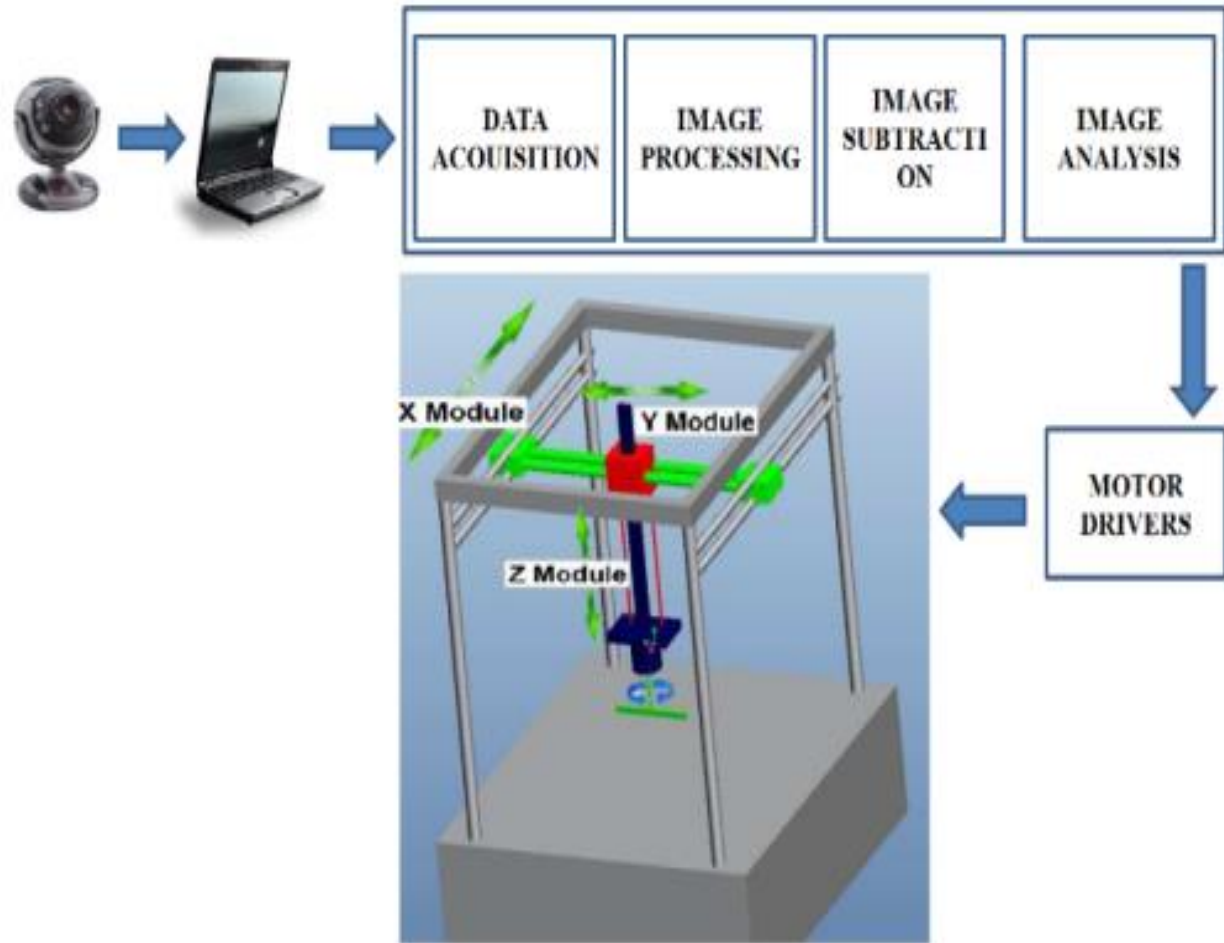 DATA
ACOUISITION
IMAGE
PROCESSING
IMAGE
SUBTRACTI
ON
IMAGE
ANALYSIS
X Module
Y Module
Z Module
MOTOR
DRIVERS